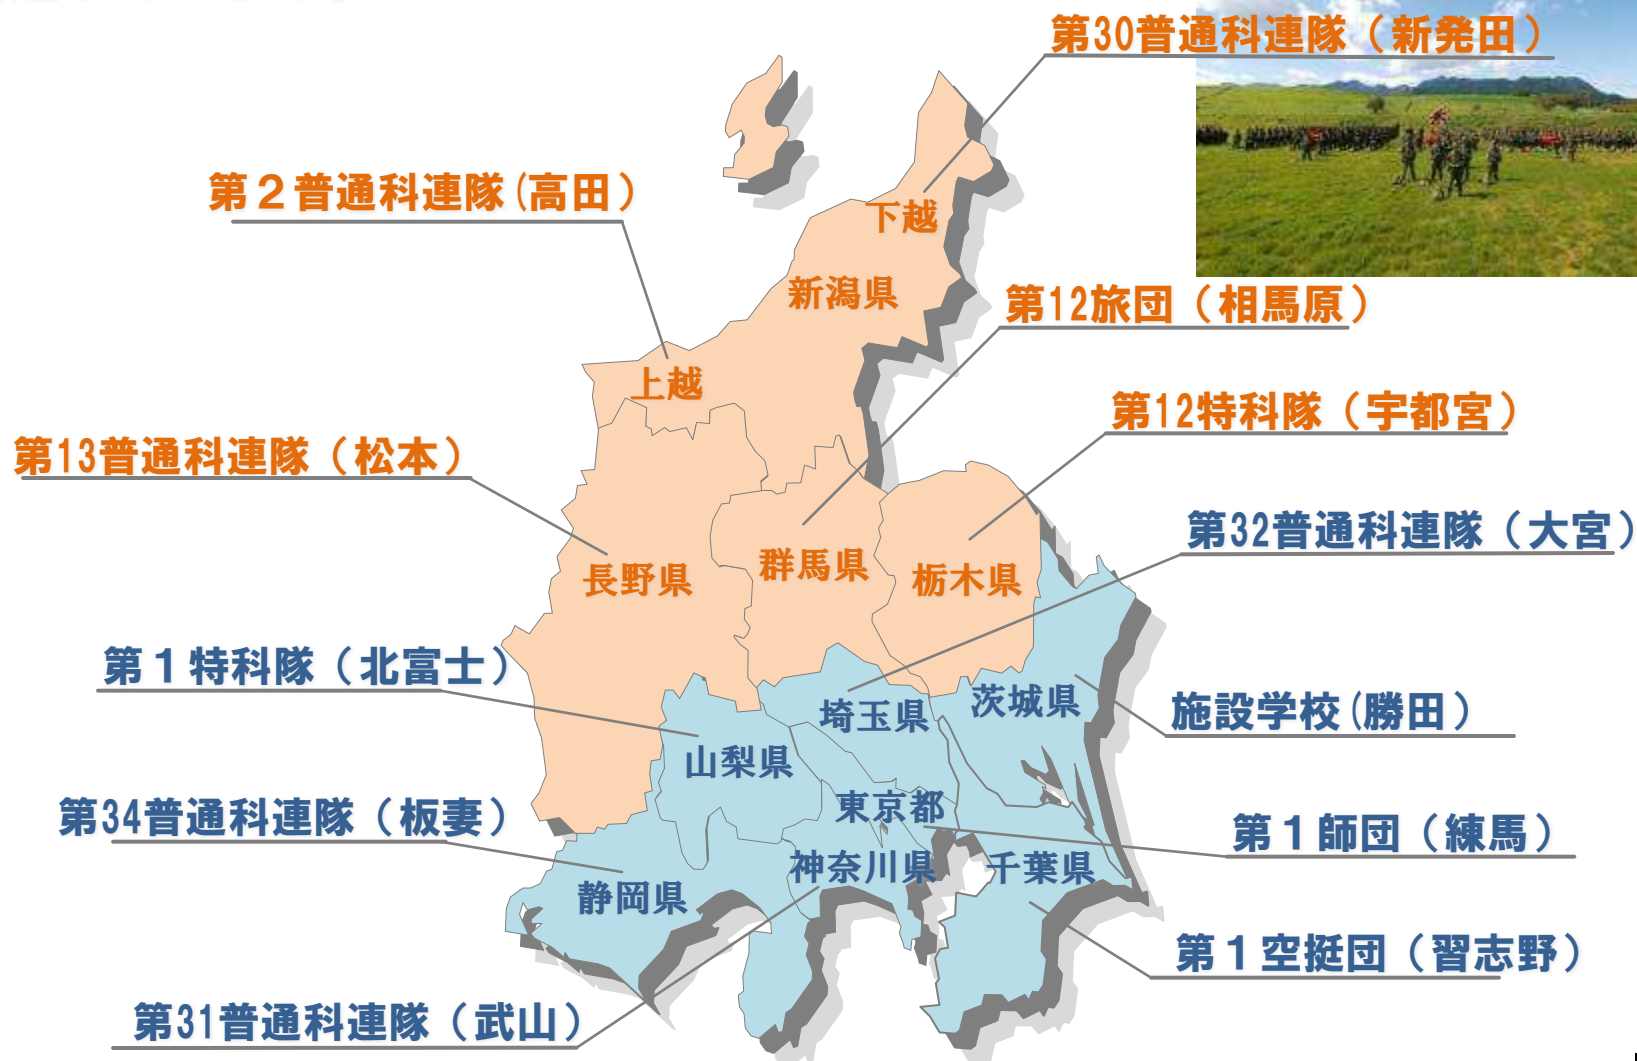 第30普通科連隊（新発田）
第２普通科連隊(高田）
下越
新潟県
第12旅団（相馬原）
上越
第12特科隊（宇都宮）
第13普通科連隊（松本）
第32普通科連隊（大宮）
群馬県
長野県
栃木県
第１特科隊（北富士）
茨城県
施設学校(勝田）
埼玉県
山梨県
東京都
第34普通科連隊（板妻）
第１師団（練馬）
神奈川県
千葉県
静岡県
第１空挺団（習志野）
第31普通科連隊（武山）